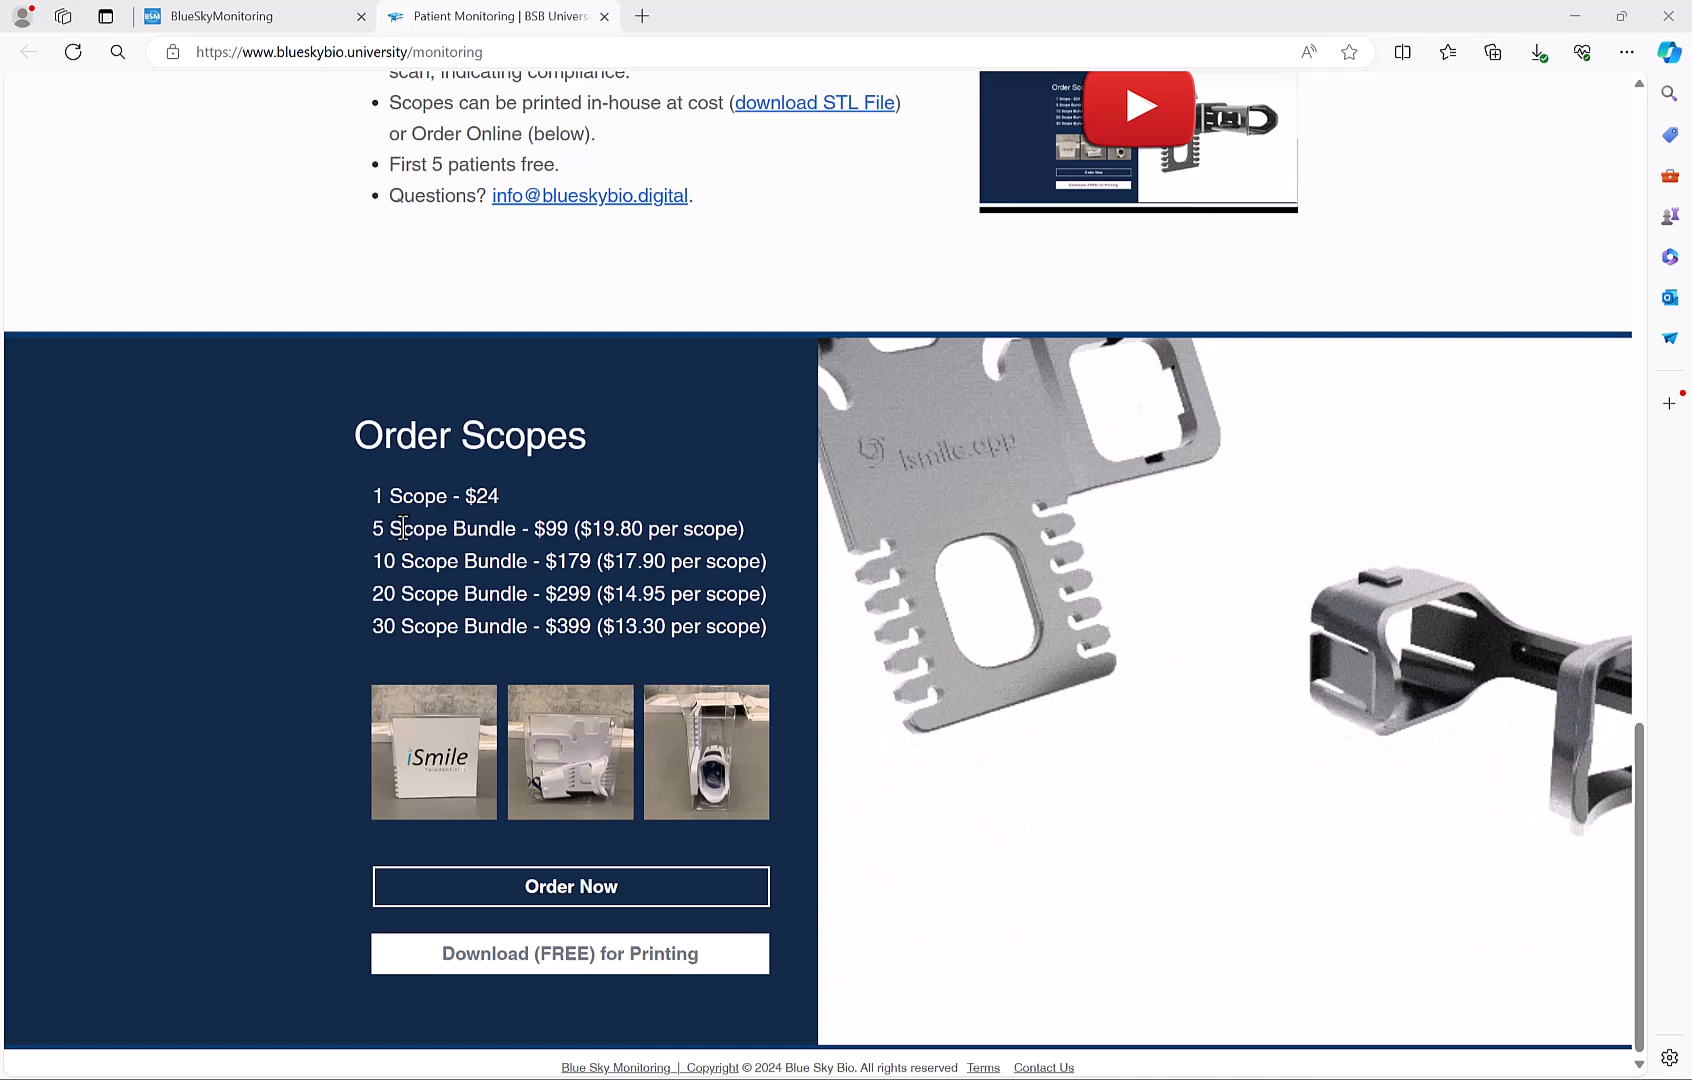 BlueSkyMonitoring
Patient Monitoring | BSB Univers
https://www.blueskybio.university/monitoring
scan, indicating compliance.
Scopes can be printed in-house at cost (download STL File)
or Order Online (below).
First 5 patients free.
Questions? info@blueskybio.digital.
Order Scopes
1 Scope - $24
5 Scope Bundle - $99 ($19.80 per scope)
10 Scope Bundle - $179 ($17.90 per scope)
20 Scope Bundle - $299 ($14.95 per scope)
30 Scope Bundle - $399 ($13.30 per scope)
ismile.app
iSmile
Order Now
Download (FREE) for Printing
Blue Sky Monitoring | Copyright © 2024 Blue Sky Bio. All rights reserved Terms Contact Us